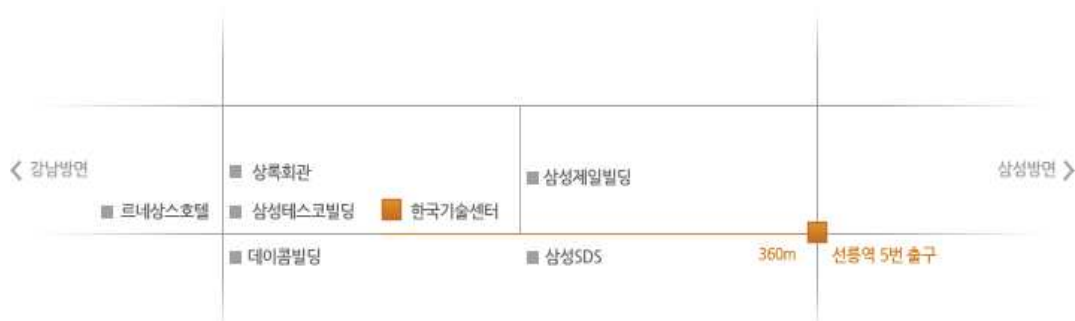 강남방면
상록회관
삼성제일빌딩
삼성방면
르네상스호텔
삼성테스코빌딩
한국기술센터
데이콤빌딩
삼성SDS
360m
선릉역 5번 출구